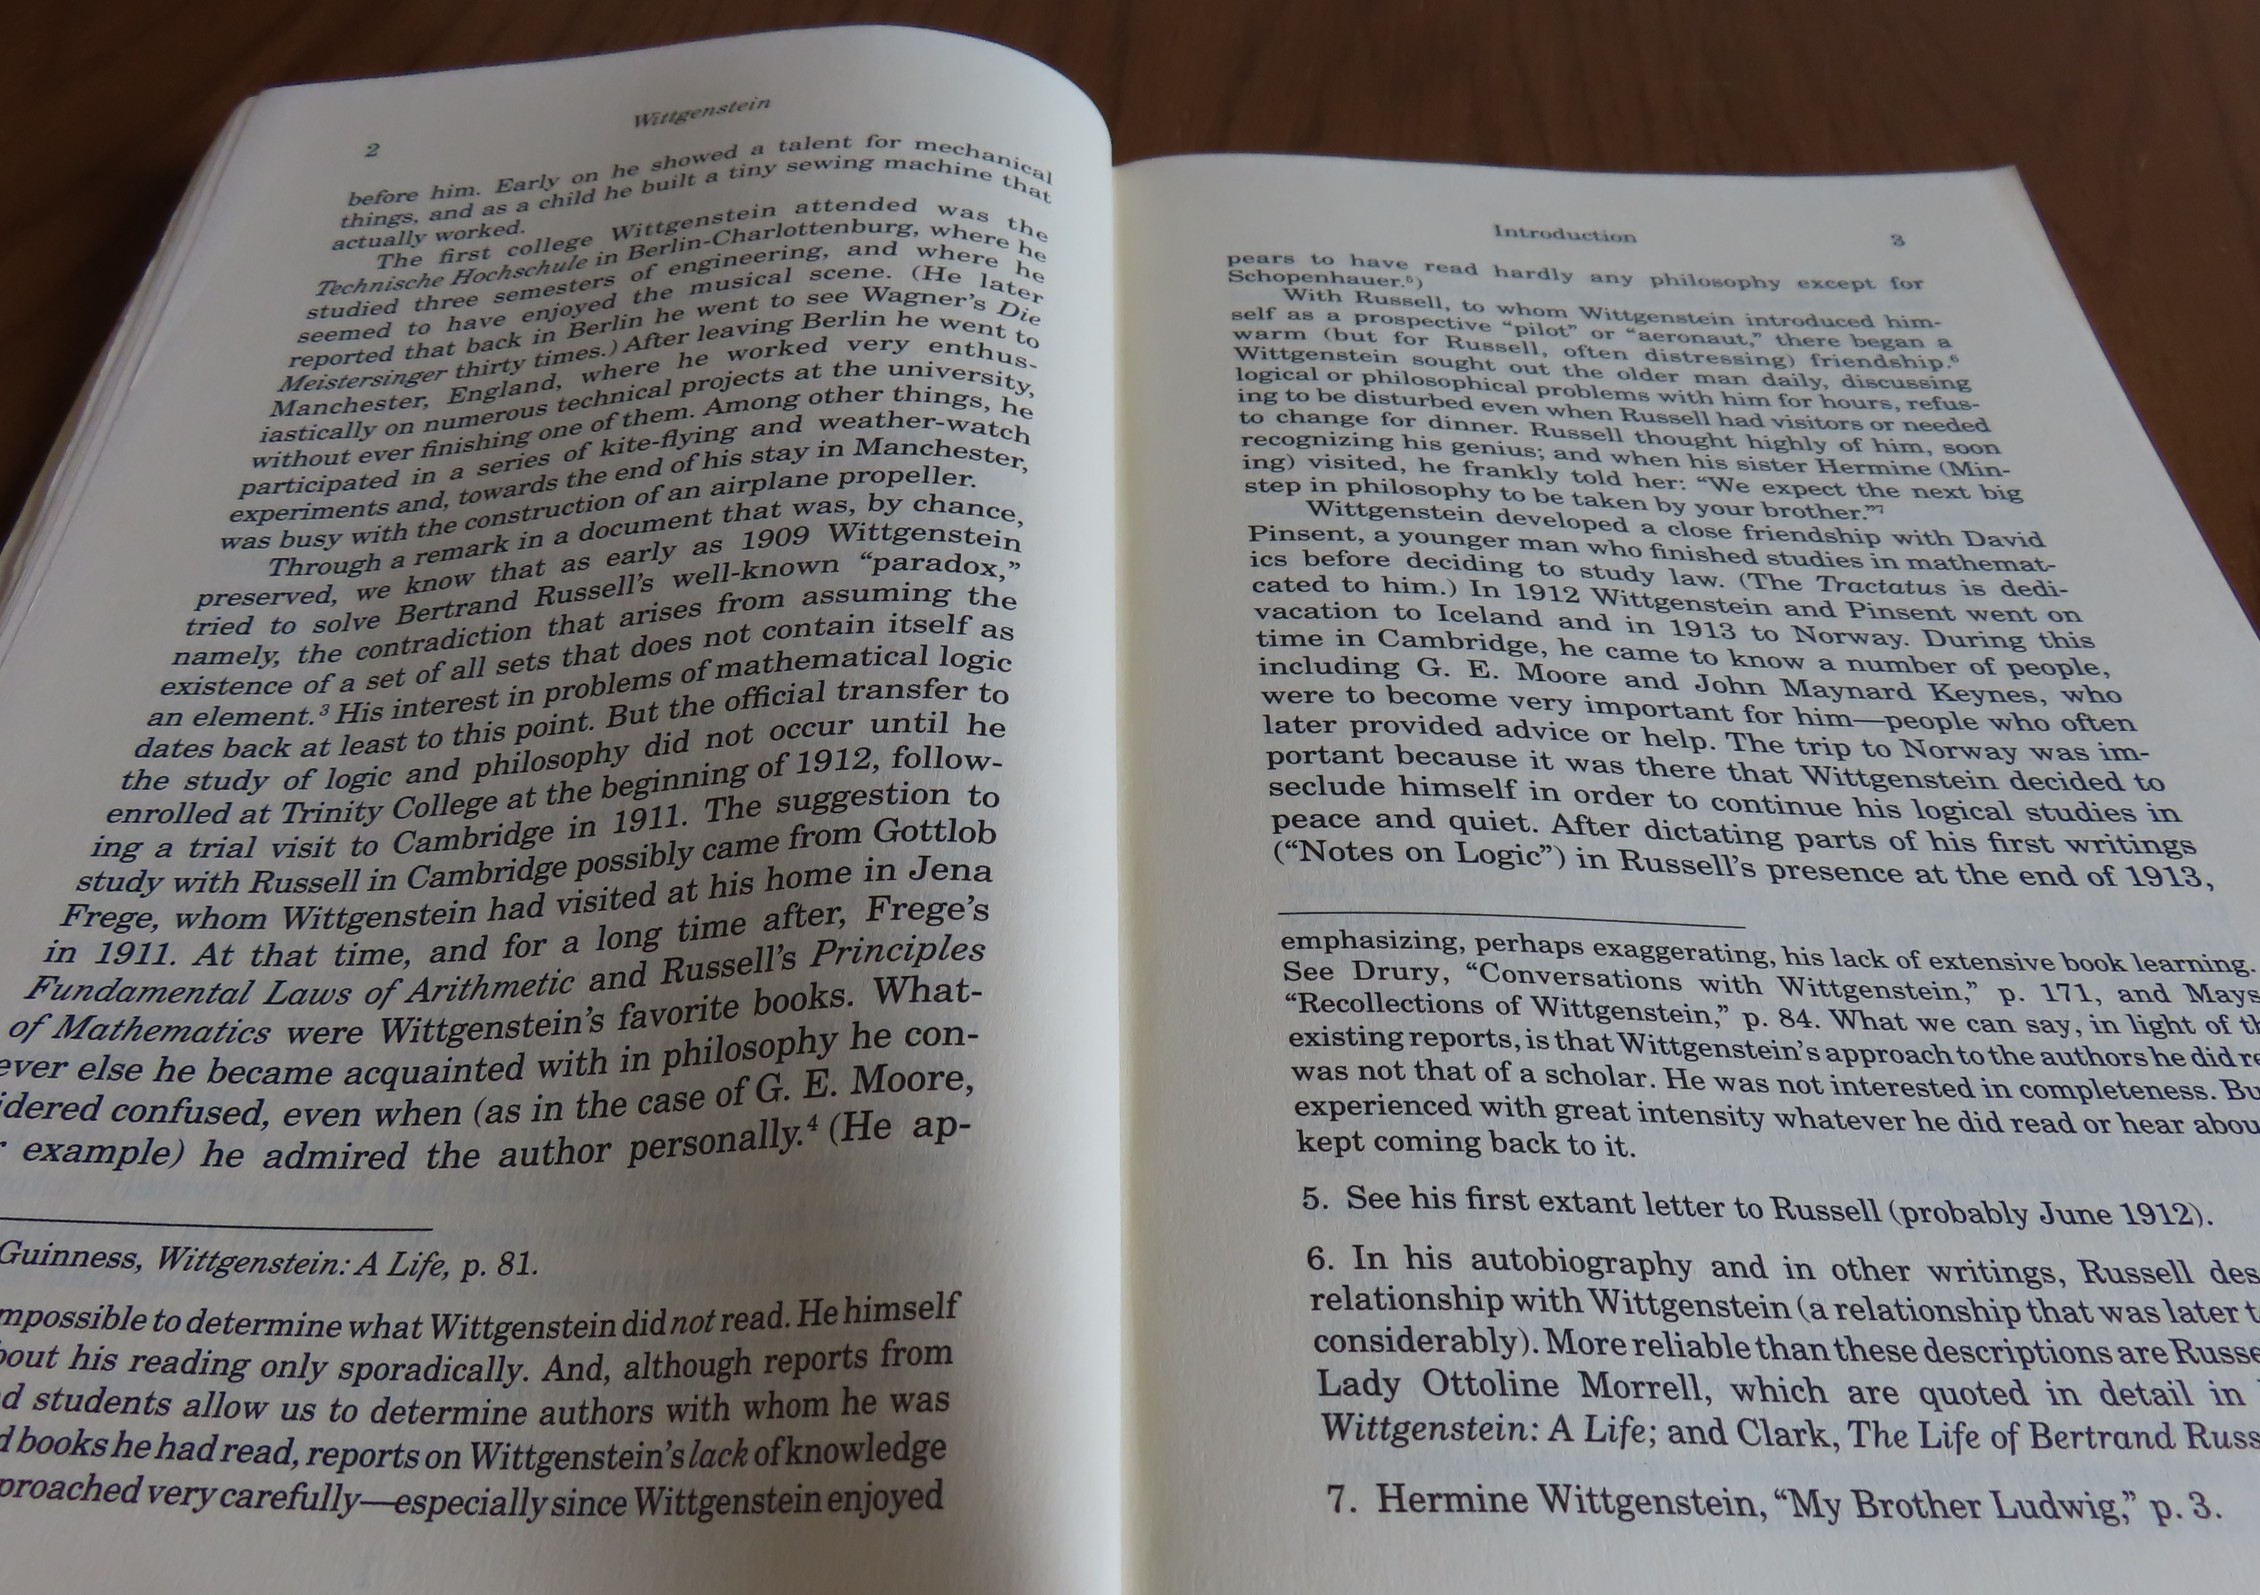 Wittgenstein
2
before him. Early on he showed a talent for mechanical
things, and as a child he built a tiny sewing machine that
actually worked.
The first college Wittgenstein attended was the
Technische Hochschule in Berlin-Charlottenburg, where he
studied three semesters of engineering, and where he
seemed to have enjoyed the musical scene. (He later
reported that back in Berlin he went to see Wagner's Die
Meistersinger thirty times.) After leaving Berlin he went to
Manchester, England, where he worked very enthus-
iastically on numerous technical projects at the university,
without ever finishing one of them. Among other things, he
participated in a series of kite-flying and weather-watch
experiments and, towards the end of his stay in Manchester,
was busy with the construction of an airplane propeller.
Through a remark in a document that was, by chance,
preserved, we know that as early as 1909 Wittgenstein
tried to solve Bertrand Russell's well-known “paradox,”
namely, the contradiction that arises from assuming the
existence of a set of all sets that does not contain itself as
an element.³ His interest in problems of mathematical logic
dates back at least to this point. But the official transfer to
the study of logic and philosophy did not occur until he
enrolled at Trinity College at the beginning of 1912, follow-
ing a trial visit to Cambridge in 1911. The suggestion to
study with Russell in Cambridge possibly came from Gottlob
Frege, whom Wittgenstein had visited at his home in Jena
in 1911. At that time, and for a long time after, Frege's
Fundamental Laws of Arithmetic and Russell's Principles
of Mathematics were Wittgenstein's favorite books. What-
ever else he became acquainted with in philosophy he con-
idered confused, even when (as in the case of G. E. Moore,
example) he admired the author personally.⁴ (He ap-
Guinness, Wittgenstein: A Life, p. 81.
mpossible to determine what Wittgenstein did not read. He himself
bout his reading only sporadically. And, although reports from
d students allow us to determine authors with whom he was
d books he had read, reports on Wittgenstein's lack of knowledge
proached very carefully—especially since Wittgenstein enjoyed
Introduction
3
pears to have read hardly any philosophy except for
Schopenhauer.⁵)
With Russell, to whom Wittgenstein introduced him-
self as a prospective “pilot” or “aeronaut,” there began a
warm (but for Russell, often distressing) friendship.⁶
Wittgenstein sought out the older man daily, discussing
logical or philosophical problems with him for hours, refus-
ing to be disturbed even when Russell had visitors or needed
to change for dinner. Russell thought highly of him, soon
recognizing his genius; and when his sister Hermine (Min-
ing) visited, he frankly told her: “We expect the next big
step in philosophy to be taken by your brother.”⁷
Wittgenstein developed a close friendship with David
Pinsent, a younger man who finished studies in mathemat-
ics before deciding to study law. (The Tractatus is dedi-
cated to him.) In 1912 Wittgenstein and Pinsent went on
vacation to Iceland and in 1913 to Norway. During this
time in Cambridge, he came to know a number of people,
including G. E. Moore and John Maynard Keynes, who
were to become very important for him—people who often
later provided advice or help. The trip to Norway was im-
portant because it was there that Wittgenstein decided to
seclude himself in order to continue his logical studies in
peace and quiet. After dictating parts of his first writings
(“Notes on Logic”) in Russell's presence at the end of 1913,
emphasizing, perhaps exaggerating, his lack of extensive book learning.
See Drury, “Conversations with Wittgenstein,” p. 171, and Mays
“Recollections of Wittgenstein,” p. 84. What we can say, in light of th
existing reports, is that Wittgenstein's approach to the authors he did re
was not that of a scholar. He was not interested in completeness. Bu
experienced with great intensity whatever he did read or hear abou
kept coming back to it.
5. See his first extant letter to Russell (probably June 1912).
6. In his autobiography and in other writings, Russell des
relationship with Wittgenstein (a relationship that was later t
considerably). More reliable than these descriptions are Russe
Lady Ottoline Morrell, which are quoted in detail in
Wittgenstein: A Life; and Clark, The Life of Bertrand Russ
7. Hermine Wittgenstein, “My Brother Ludwig,” p. 3.